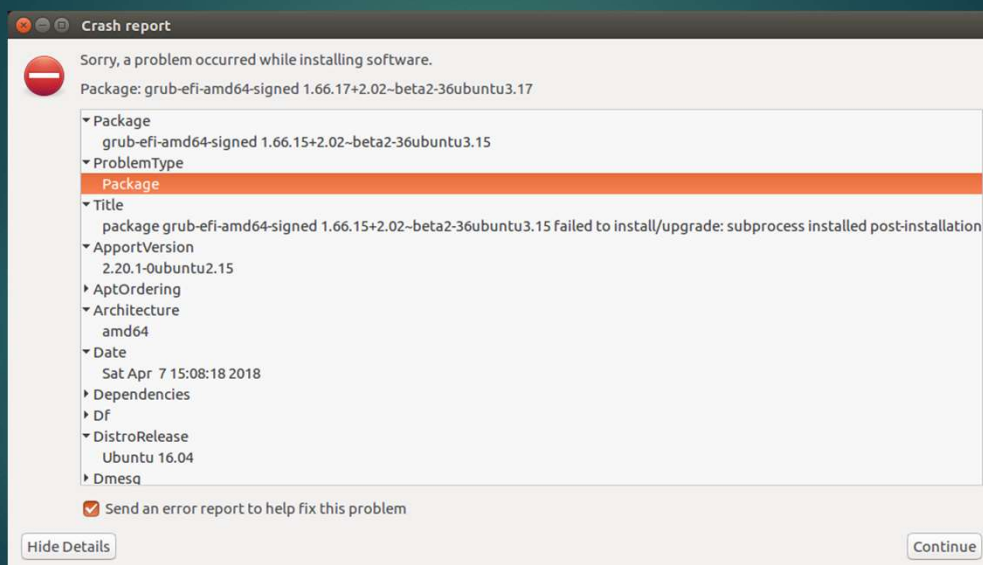 Crash report
Sorry, a problem occurred while installing software.
Package: grub-efi-amd64-signed 1.66.17+2.02~beta2-36ubuntu3.17
Package
grub-efi-amd64-signed 1.66.15+2.02~beta2-36ubuntu3.15
ProblemType
Package
Title
package grub-efi-amd64-signed 1.66.15+2.02~beta2-36ubuntu3.15 failed to install/upgrade: subprocess installed post-installation
ApportVersion
2.20.1-0ubuntu2.15
AptOrdering
Architecture
amd64
Date
Sat Apr 7 15:08:18 2018
Dependencies
Df
DistroRelease
Ubuntu 16.04
Dmesg
Send an error report to help fix this problem
Hide Details
Continue